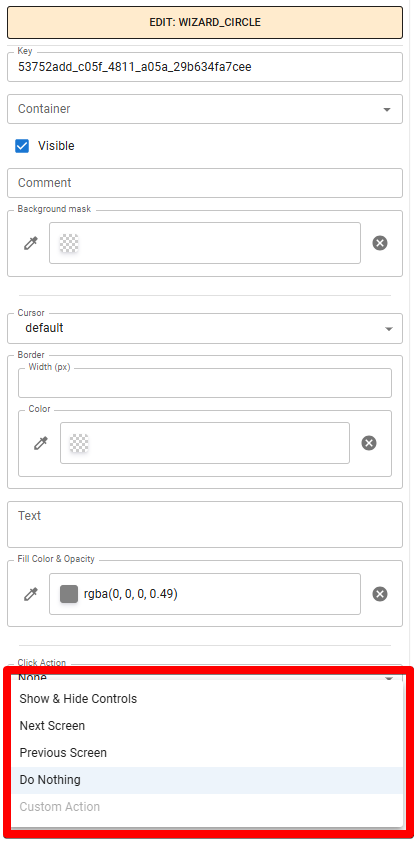 EDIT: WIZARD_CIRCLE
Key
53752add_c05f_4811_a05a_29b634fa7cee
Container
Visible
Comment
Background mask
Cursor
default
Border
Width (px)
Color
Text
Fill Color & Opacity
rgba(0, 0, 0, 0.49)
Click Action
None
Show & Hide Controls
Next Screen
Previous Screen
Do Nothing
Custom Action